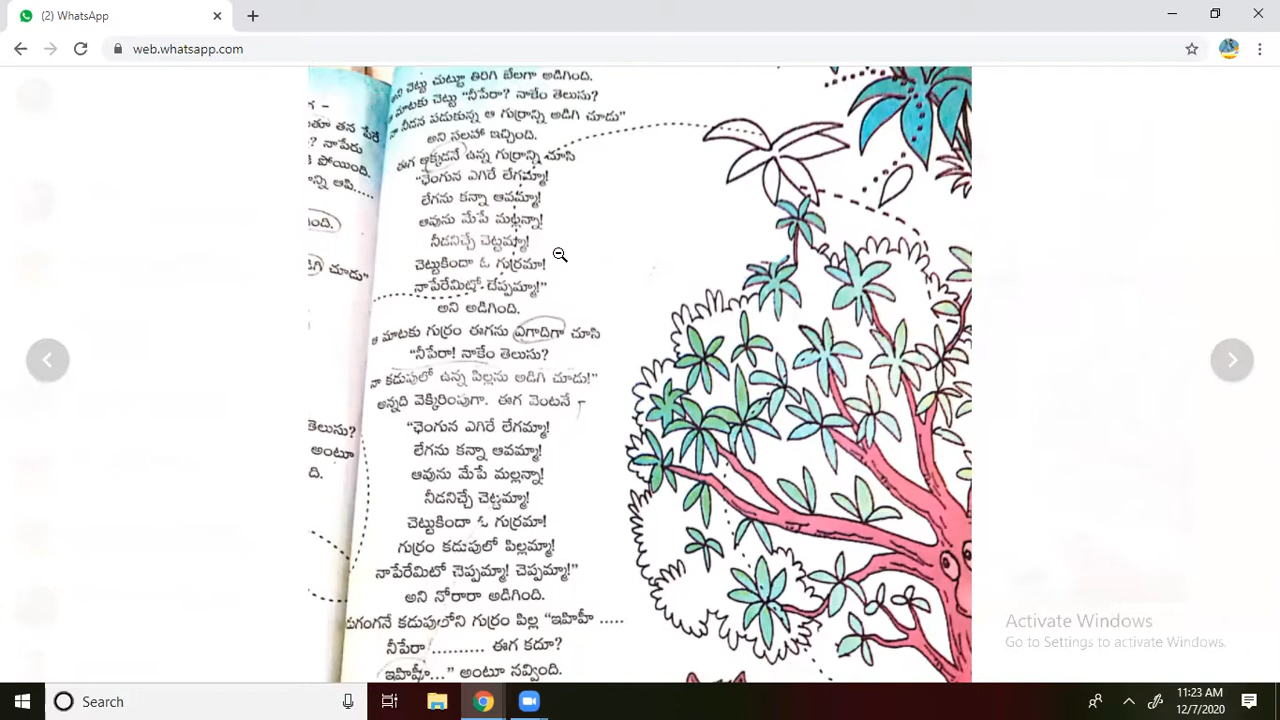 (2) WhatsApp
web.whatsapp.com
గ –
తూ తన పేరే
? నాపేరు
కి పోయింది.
న్ని ఆపి.....
ంది.
డిగి చూడు"
తెలుసు?
అంటూ
ది.
అని చెట్టు చుట్టూ తిరిగి బేలగా అడిగింది.
మాటకు చెట్టు "నీపేరా? నాకేం తెలుసు?
నా నీడన పడుకున్న ఆ గుర్రాన్ని అడిగి చూడు"
అని సలహా ఇచ్చింది.
ఈగ అక్కడనే ఉన్న గుర్రాన్ని చూసి
"ఛెంగున ఎగిరే లేగమ్మా!
లేగను కన్నా ఆవమ్మా!
ఆవును మేపే మల్లన్నా!
నీడనిచ్చే చెట్టమ్మా!
చెట్టుకిందా ఓ గుర్రమా!
నాపేరేమిటో చెప్పమ్మా!"
అని అడిగింది.
ఆ మాటకు గుర్రం ఈగను ఎగాదిగా చూసి
"నీపేరా! నాకేం తెలుసు?
నా కడుపులో ఉన్న పిల్లను అడిగి చూడు!"
అన్నది వెక్కిరింపుగా. ఈగ వెంటనే –
"ఛెంగున ఎగిరే లేగమ్మా!
లేగను కన్నా ఆవమ్మా!
ఆవును మేపే మల్లన్నా!
నీడనిచ్చే చెట్టమ్మా!
చెట్టుకిందా ఓ గుర్రమా!
గుర్రం కడుపులో పిల్లమ్మా!
నాపేరేమిటో చెప్పమ్మా! చెప్పమ్మా!"
అని నోరారా అడిగింది.
కడుపులోని గుర్రం పిల్ల "ఇహిహీ .....
నీపేరా .......... ఈగ కదూ?
ఇహిహీ..." అంటూ నవ్వింది.
Activate Windows
Go to Settings to activate Windows.
Search
11:23 AM
12/7/2020